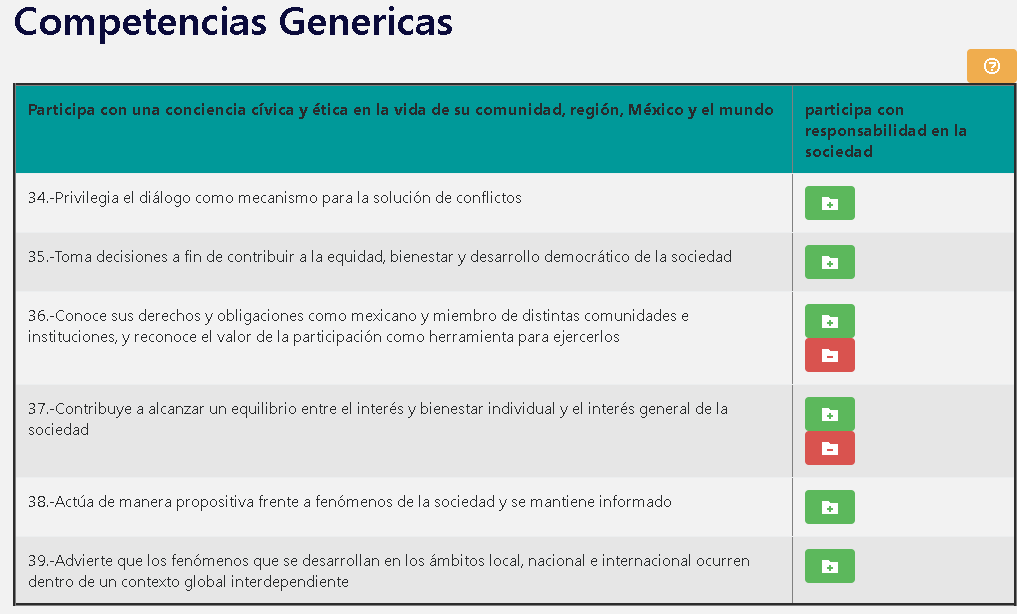 Competencias Genericas
Participa con una conciencia cívica y ética en la vida de su comunidad, región, México y el mundo
participa con
responsabilidad en la
sociedad
34.-Privilegia el diálogo como mecanismo para la solución de conflictos
35.-Toma decisiones a fin de contribuir a la equidad, bienestar y desarrollo democrático de la sociedad
36.-Conoce sus derechos y obligaciones como mexicano y miembro de distintas comunidades e
instituciones, y reconoce el valor de la participación como herramienta para ejercerlos
37.-Contribuye a alcanzar un equilibrio entre el interés y bienestar individual y el interés general de la
sociedad
38.-Actúa de manera propositiva frente a fenómenos de la sociedad y se mantiene informado
39.-Advierte que los fenómenos que se desarrollan en los ámbitos local, nacional e internacional ocurren
dentro de un contexto global interdependiente